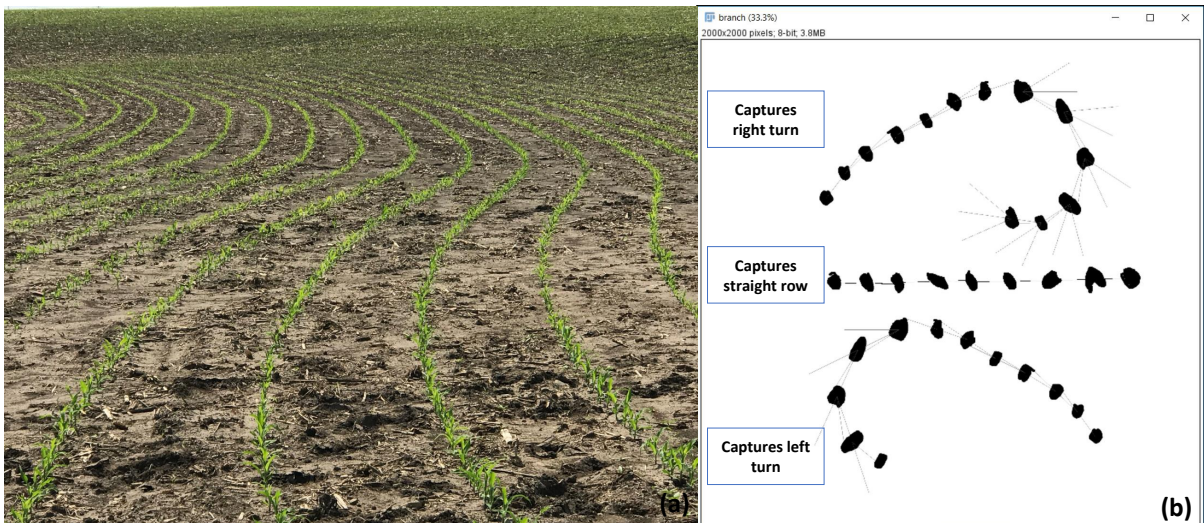 branch (33.3%)
2000x2000 pixels; 8-bit; 3.8MB
Captures
right turn
Captures
straight row
Captures left
turn
(a)
(b)